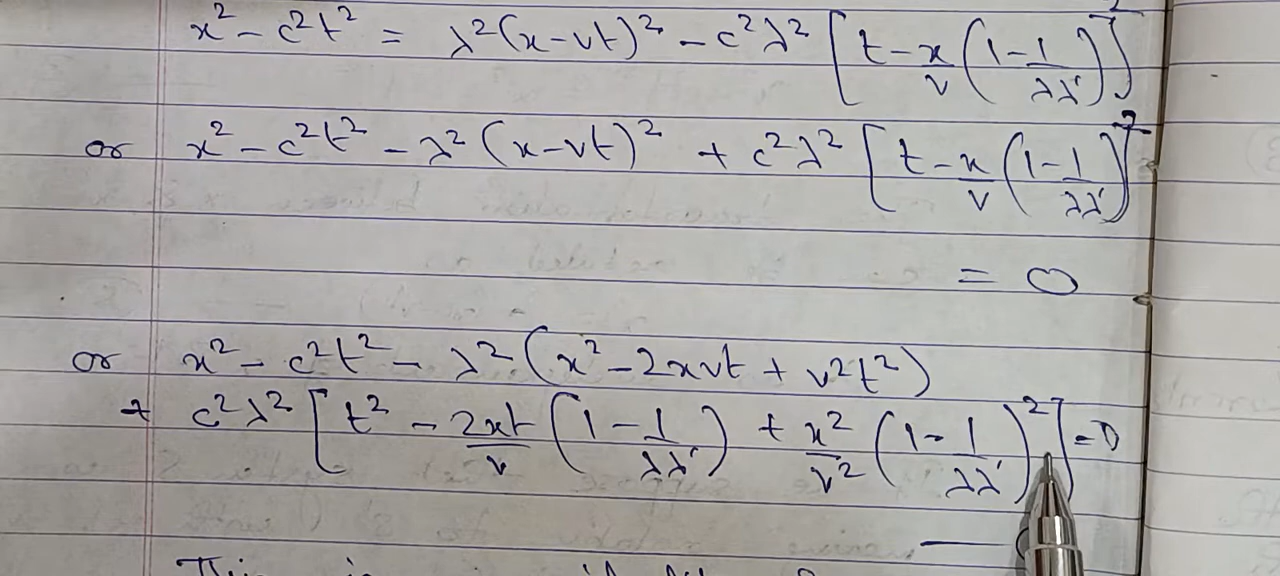 x² - c²t² = λ²(x-vt)² - c²λ² [t - x/v (1 - 1/λλ')]²
or x² - c²t² - λ²(x-vt)² + c²λ² [t - x/v (1 - 1/λλ')]²
= 0
or x² - c²t² - λ²(x² - 2xvt + v²t²)
+ c²λ² [t² - 2xt/v (1 - 1/λλ') + x²/v² (1 - 1/λλ')²] = 0